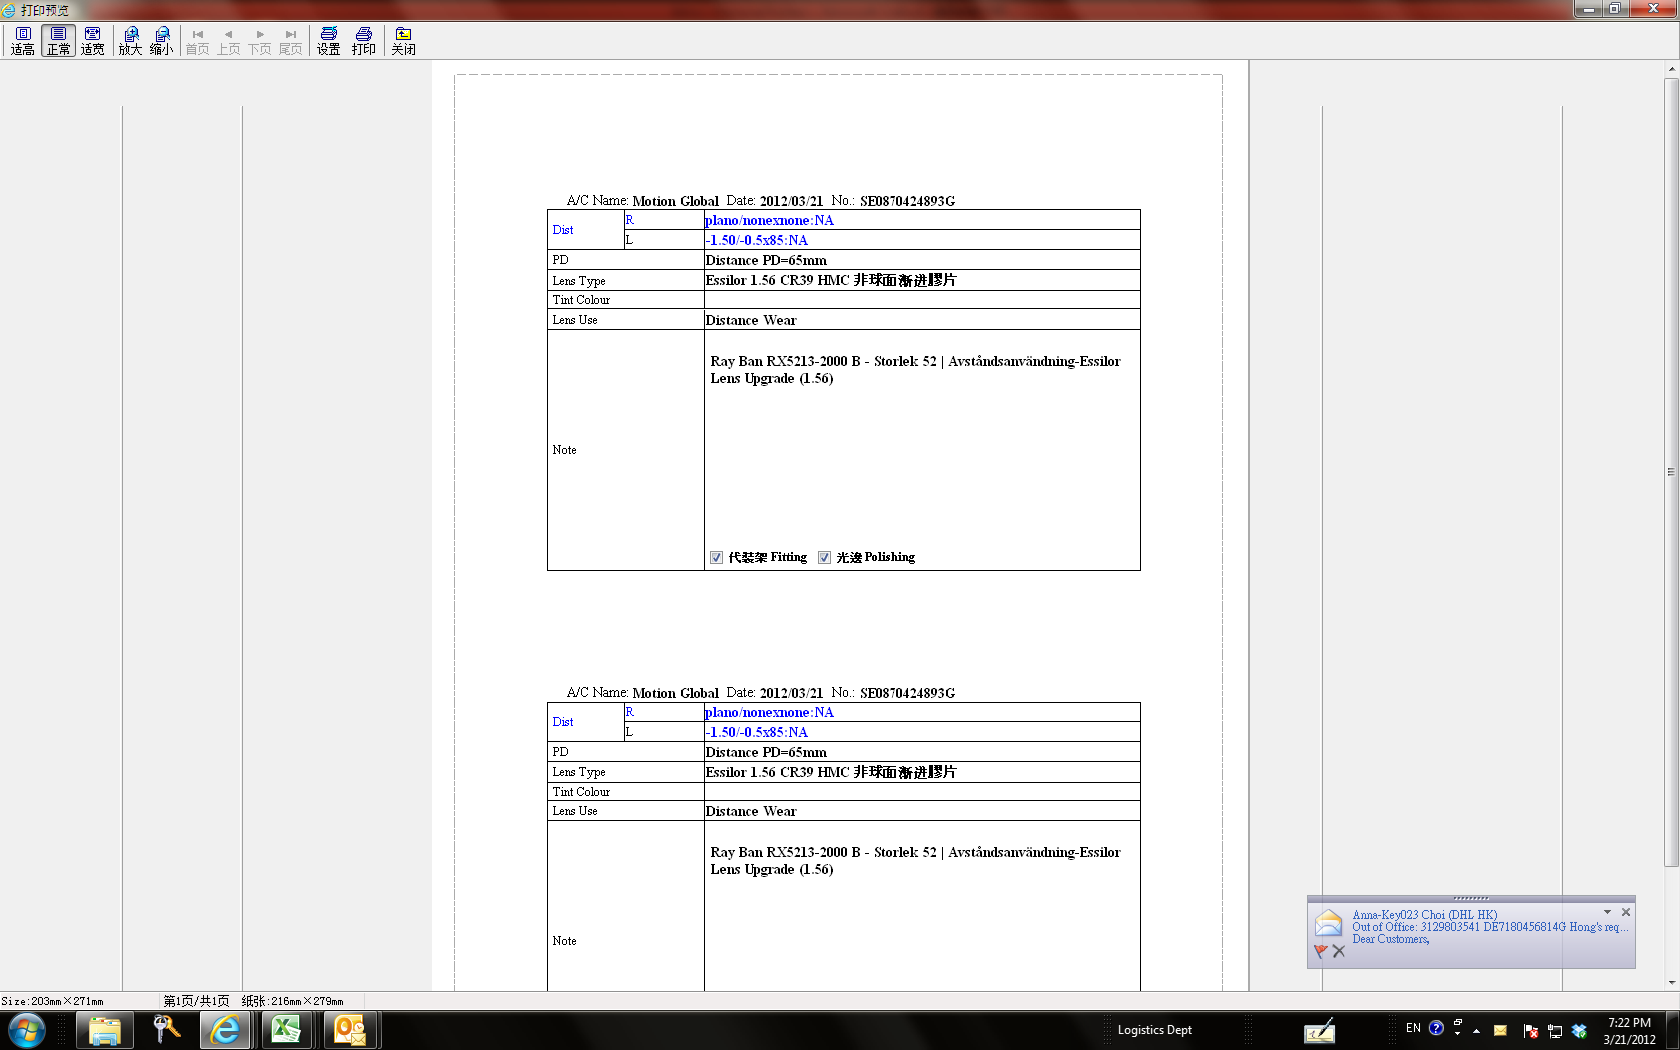 打印预览
适高 正常 适宽 放大 缩小 首页 上页 下页 尾页 设置 打印 关闭
A/C Name: Motion Global Date: 2012/03/21 No.: SE0870424893G
Dist R plano/nonexnone:NA
L -1.50/-0.5x85:NA
PD Distance PD=65mm
Lens Type Essilor 1.56 CR39 HMC 非球面漸进膠片
Tint Colour
Lens Use Distance Wear
Ray Ban RX5213-2000 B - Storlek 52 | Avståndsanvändning-Essilor
Lens Upgrade (1.56)
Note
代裝架 Fitting 光邊 Polishing
A/C Name: Motion Global Date: 2012/03/21 No.: SE0870424893G
Dist R plano/nonexnone:NA
L -1.50/-0.5x85:NA
PD Distance PD=65mm
Lens Type Essilor 1.56 CR39 HMC 非球面漸进膠片
Tint Colour
Lens Use Distance Wear
Ray Ban RX5213-2000 B - Storlek 52 | Avståndsanvändning-Essilor
Lens Upgrade (1.56)
Note
Anna-Key023 Choi (DHL HK)
Out of Office: 3129803541 DE7180456814G Hong's req...
Dear Customers,
Size:203mm×271mm 第1页/共1页 纸张:216mm×279mm
Logistics Dept
EN
7:22 PM
3/21/2012